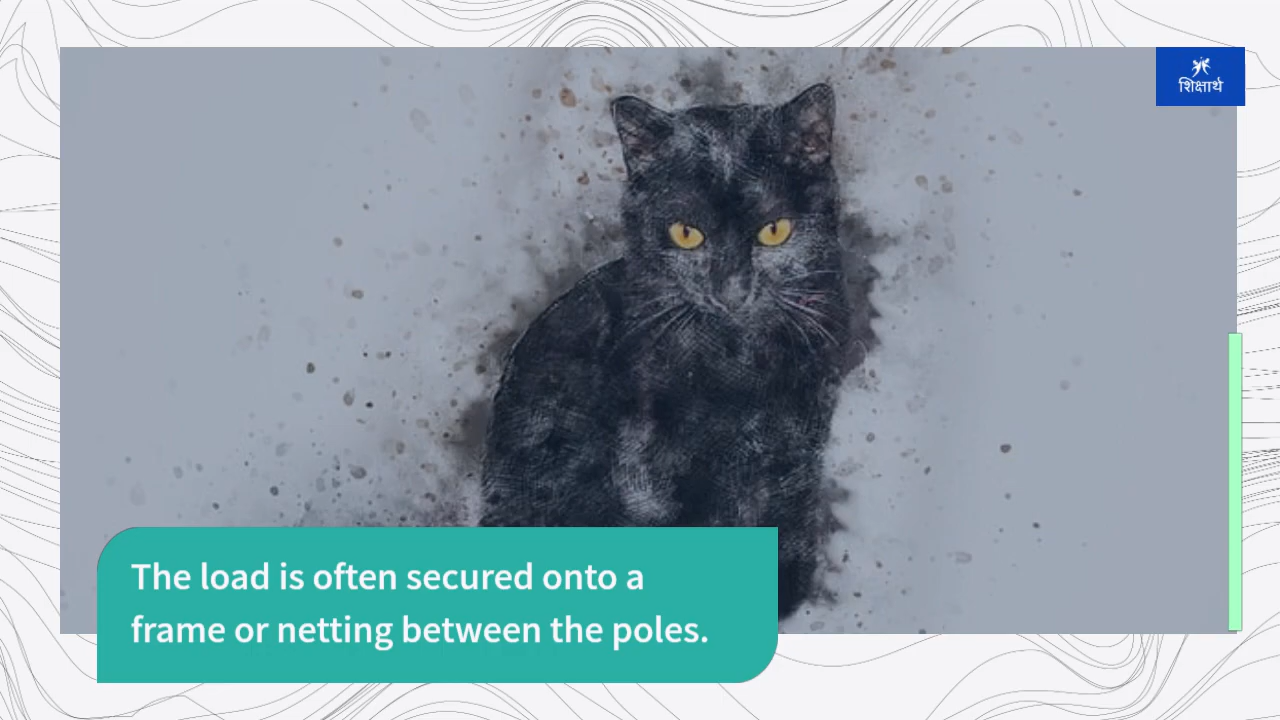 शिक्षार्थ
The load is often secured onto a
frame or netting between the poles.